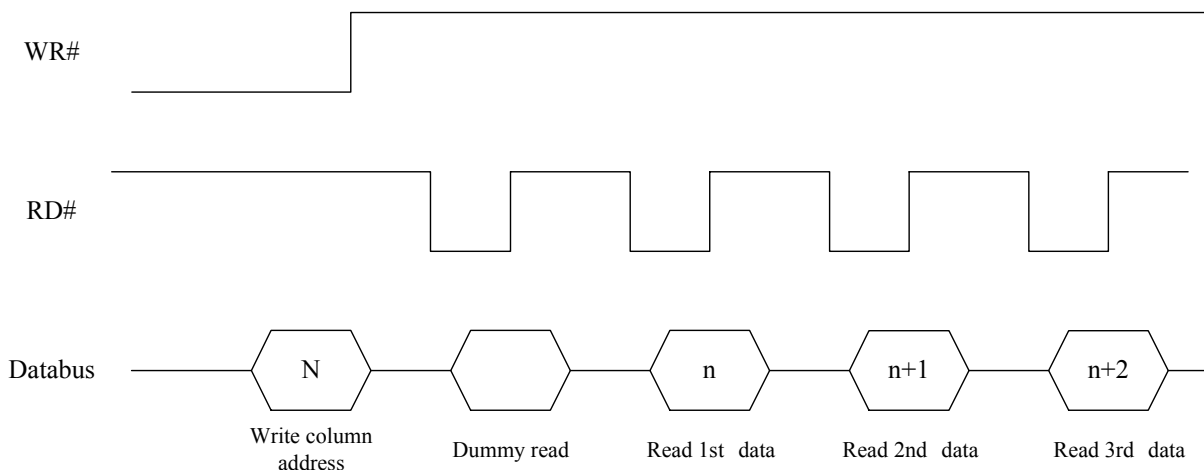 WR#
RD#
Databus
N
n
n+1
n+2
Write column
address
Dummy read
Read 1st data
Read 2nd data
Read 3rd data